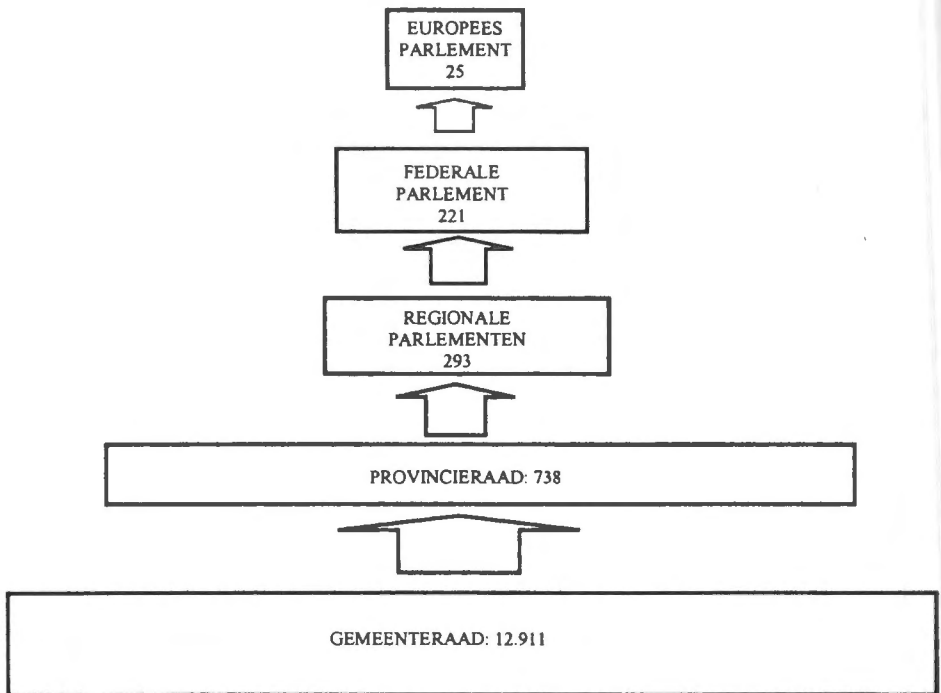 EUROPEES
PARLEMENT
25
FEDERALE
PARLEMENT
221
REGIONALE
PARLEMENTEN
293
PROVINCIERAAD: 738
GEMEENTERAAD: 12.911